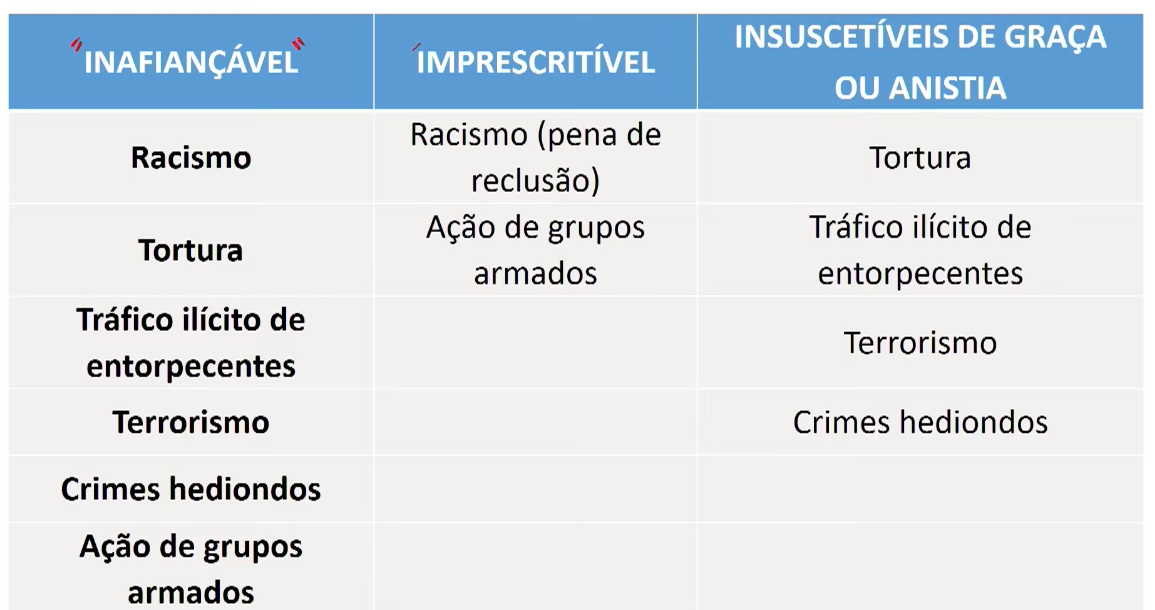 "INAFIANÇÁVEL"
IMPRESCRITÍVEL
INSUSCETÍVEIS DE GRAÇA
OU ANISTIA
Racismo
Racismo (pena de
reclusão)
Tortura
Tortura
Ação de grupos
armados
Tráfico ilícito de
entorpecentes
Tráfico ilícito de
entorpecentes
Terrorismo
Terrorismo
Crimes hediondos
Crimes hediondos
Ação de grupos
armados